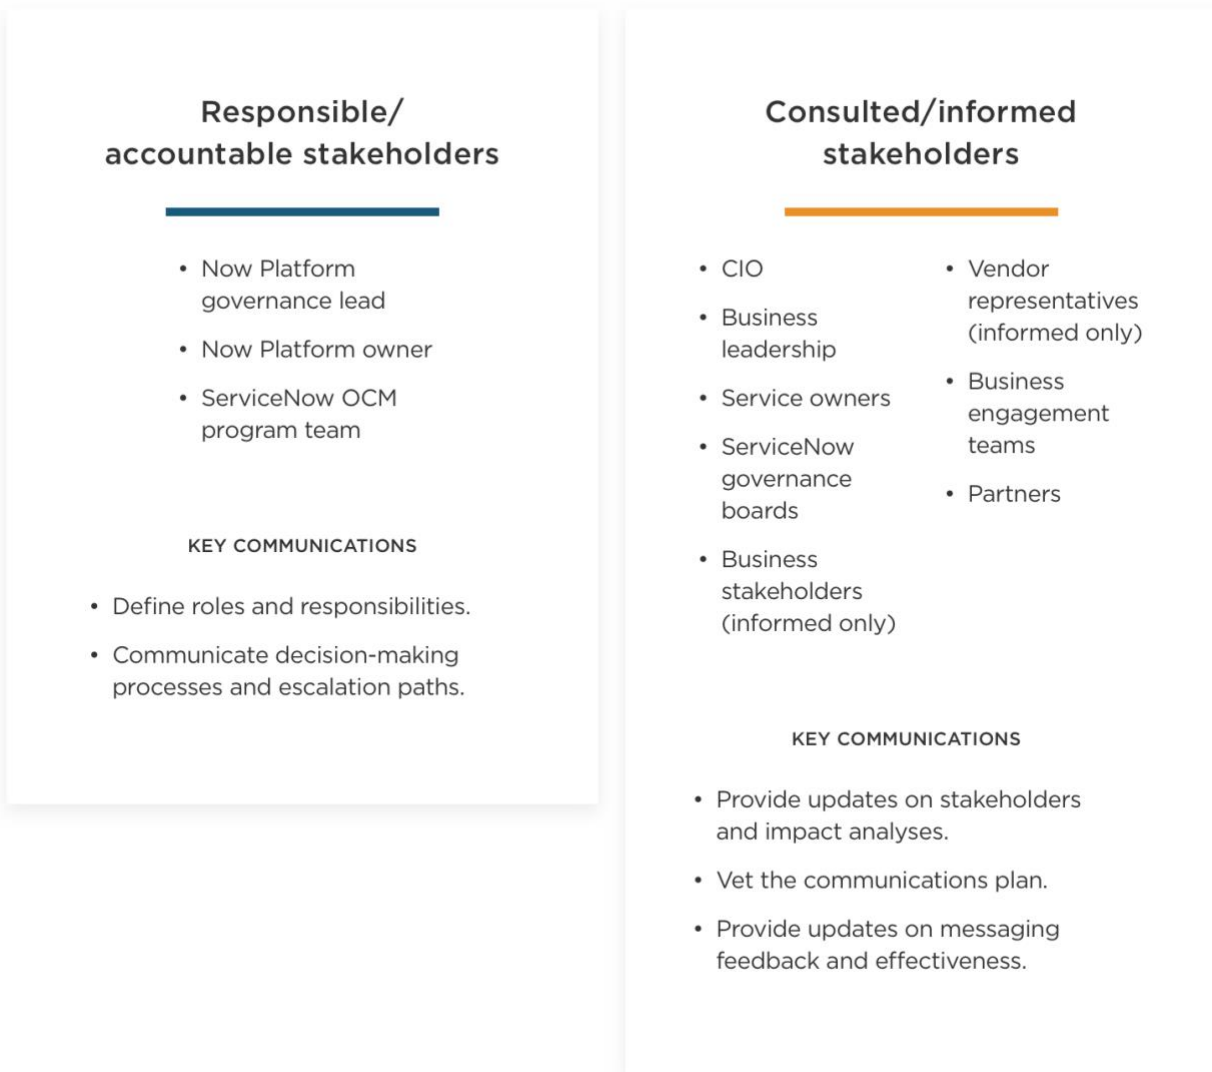 Responsible/
accountable stakeholders
• Now Platform
governance lead
• Now Platform owner
• ServiceNow OCM
program team
KEY COMMUNICATIONS
• Define roles and responsibilities.
• Communicate decision-making
processes and escalation paths.
Consulted/informed
stakeholders
• CIO
• Business
leadership
• Service owners
• ServiceNow
governance
boards
• Business
stakeholders
(informed only)
• Vendor
representatives
(informed only)
• Business
engagement
teams
• Partners
KEY COMMUNICATIONS
• Provide updates on stakeholders
and impact analyses.
• Vet the communications plan.
• Provide updates on messaging
feedback and effectiveness.